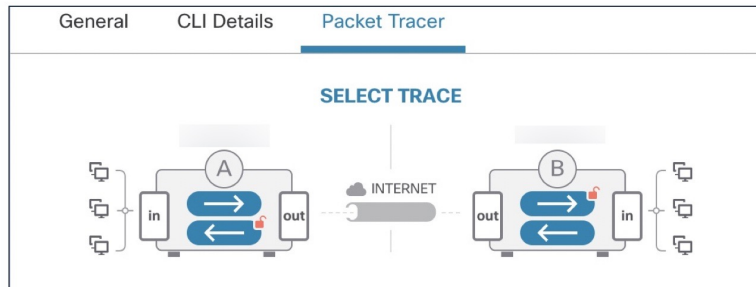 General CLI Details Packet Tracer
SELECT TRACE
A B
INTERNET
in out out in